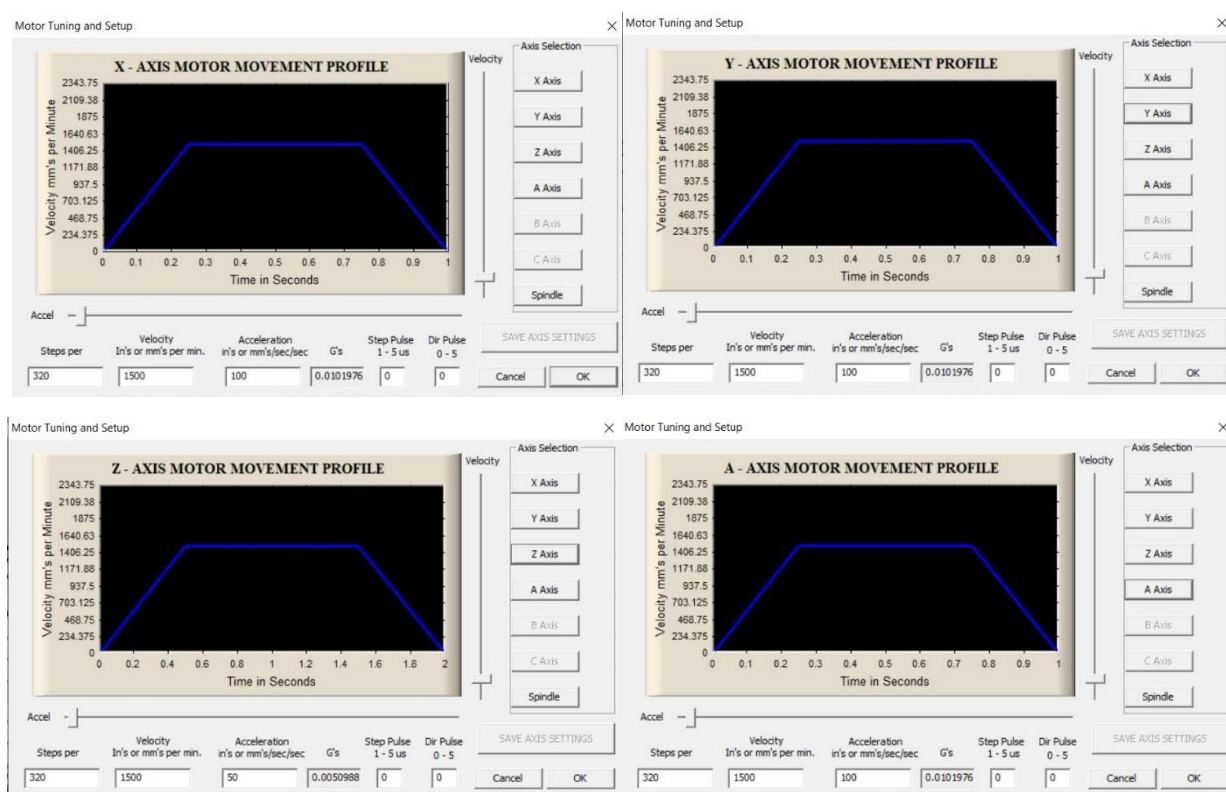 Motor Tuning and Setup
X - AXIS MOTOR MOVEMENT PROFILE
Velocity mm's per Minute
2343.75
2109.38
1875
1640.63
1406.25
1171.88
937.5
703.125
468.75
234.375
0
0 0.1 0.2 0.3 0.4 0.5 0.6 0.7 0.8 0.9 1
Time in Seconds
Velocity
Axis Selection
X Axis
Y Axis
Z Axis
A Axis
B Axis
C Axis
Spindle
Accel
Steps per
320
Velocity
In's or mm's per min.
1500
Acceleration
in's or mm's/sec/sec
100
G's
0.0101976
Step Pulse
1 - 5 us
0
Dir Pulse
0 - 5
0
SAVE AXIS SETTINGS
Cancel OK
Motor Tuning and Setup
Y - AXIS MOTOR MOVEMENT PROFILE
Velocity mm's per Minute
2343.75
2109.38
1875
1640.63
1406.25
1171.88
937.5
703.125
468.75
234.375
0
0 0.1 0.2 0.3 0.4 0.5 0.6 0.7 0.8 0.9 1
Time in Seconds
Velocity
Axis Selection
X Axis
Y Axis
Z Axis
A Axis
B Axis
C Axis
Spindle
Accel
Steps per
320
Velocity
In's or mm's per min.
1500
Acceleration
in's or mm's/sec/sec
100
G's
0.0101976
Step Pulse
1 - 5 us
0
Dir Pulse
0 - 5
0
SAVE AXIS SETTINGS
Cancel OK
Motor Tuning and Setup
Z - AXIS MOTOR MOVEMENT PROFILE
Velocity mm's per Minute
2343.75
2109.38
1875
1640.63
1406.25
1171.88
937.5
703.125
468.75
234.375
0
0 0.2 0.4 0.6 0.8 1 1.2 1.4 1.6 1.8 2
Time in Seconds
Velocity
Axis Selection
X Axis
Y Axis
Z Axis
A Axis
B Axis
C Axis
Spindle
Accel
Steps per
320
Velocity
In's or mm's per min.
1500
Acceleration
in's or mm's/sec/sec
50
G's
0.0050988
Step Pulse
1 - 5 us
0
Dir Pulse
0 - 5
0
SAVE AXIS SETTINGS
Cancel OK
Motor Tuning and Setup
A - AXIS MOTOR MOVEMENT PROFILE
Velocity mm's per Minute
2343.75
2109.38
1875
1640.63
1406.25
1171.88
937.5
703.125
468.75
234.375
0
0 0.1 0.2 0.3 0.4 0.5 0.6 0.7 0.8 0.9 1
Time in Seconds
Velocity
Axis Selection
X Axis
Y Axis
Z Axis
A Axis
B Axis
C Axis
Spindle
Accel
Steps per
320
Velocity
In's or mm's per min.
1500
Acceleration
in's or mm's/sec/sec
100
G's
0.0101976
Step Pulse
1 - 5 us
0
Dir Pulse
0 - 5
0
SAVE AXIS SETTINGS
Cancel OK